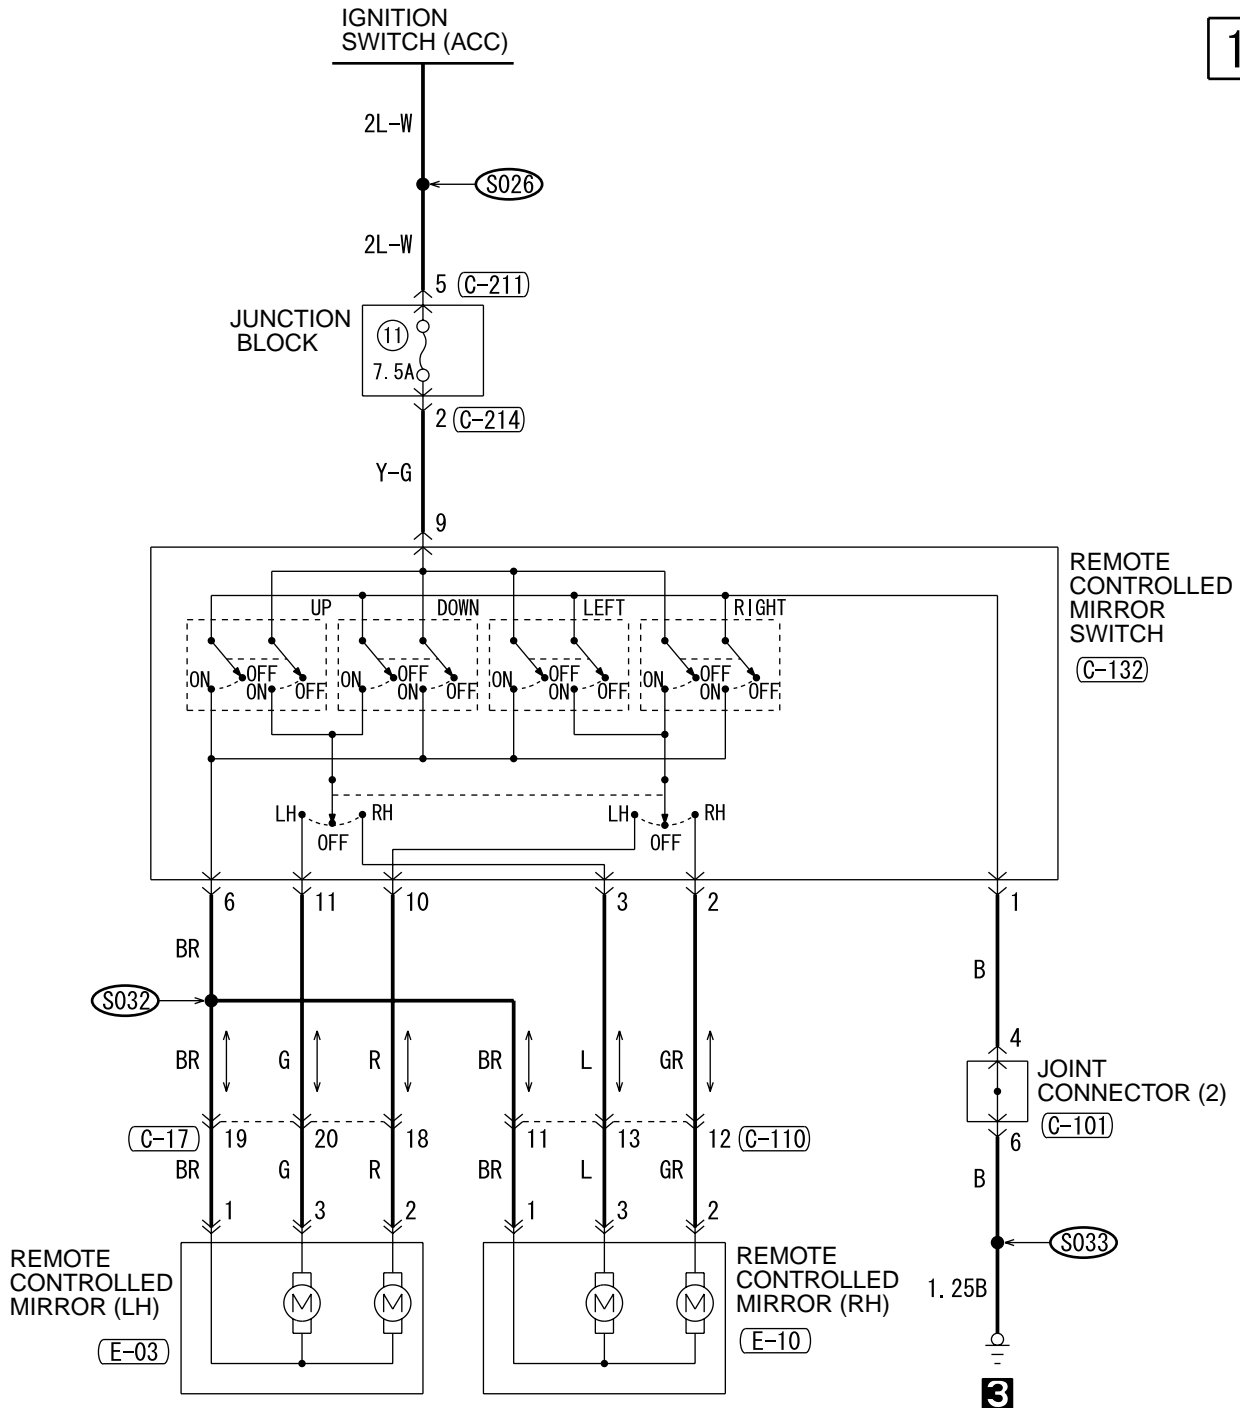 IGNITION
SWITCH (ACC)
1
2L-W
S026
2L-W
5 C-211
JUNCTION
BLOCK
11
7.5A
2 C-214
Y-G
9
REMOTE
CONTROLLED
MIRROR
SWITCH
C-132
UP DOWN LEFT RIGHT
ON OFF ON OFF ON OFF ON OFF ON OFF ON OFF ON OFF ON OFF
LH RH LH RH
OFF OFF
6 11 10 3 2 1
BR
B
S032
BR G R BR L GR
4
JOINT
CONNECTOR (2)
C-101
C-17 19 20 18 11 13 12 C-110
6
BR G R BR L GR
B
1 3 2 1 3 2
S033
REMOTE
CONTROLLED
MIRROR (LH)
E-03
M M M M
REMOTE
CONTROLLED
MIRROR (RH)
E-10
1.25B
3